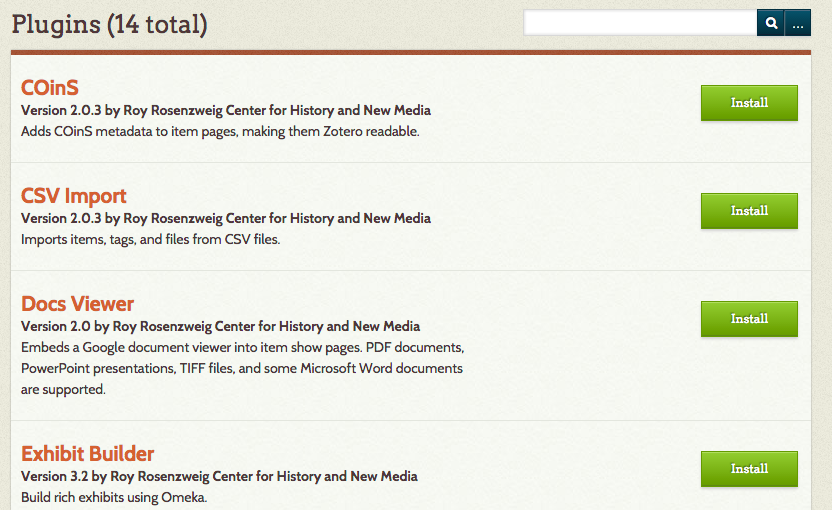 Plugins (14 total)
...
COinS
Version 2.0.3 by Roy Rosenzweig Center for History and New Media
Adds COinS metadata to item pages, making them Zotero readable.
Install
CSV Import
Version 2.0.3 by Roy Rosenzweig Center for History and New Media
Imports items, tags, and files from CSV files.
Install
Docs Viewer
Version 2.0 by Roy Rosenzweig Center for History and New Media
Embeds a Google document viewer into item show pages. PDF documents,
PowerPoint presentations, TIFF files, and some Microsoft Word documents
are supported.
Install
Exhibit Builder
Version 3.2 by Roy Rosenzweig Center for History and New Media
Build rich exhibits using Omeka.
Install